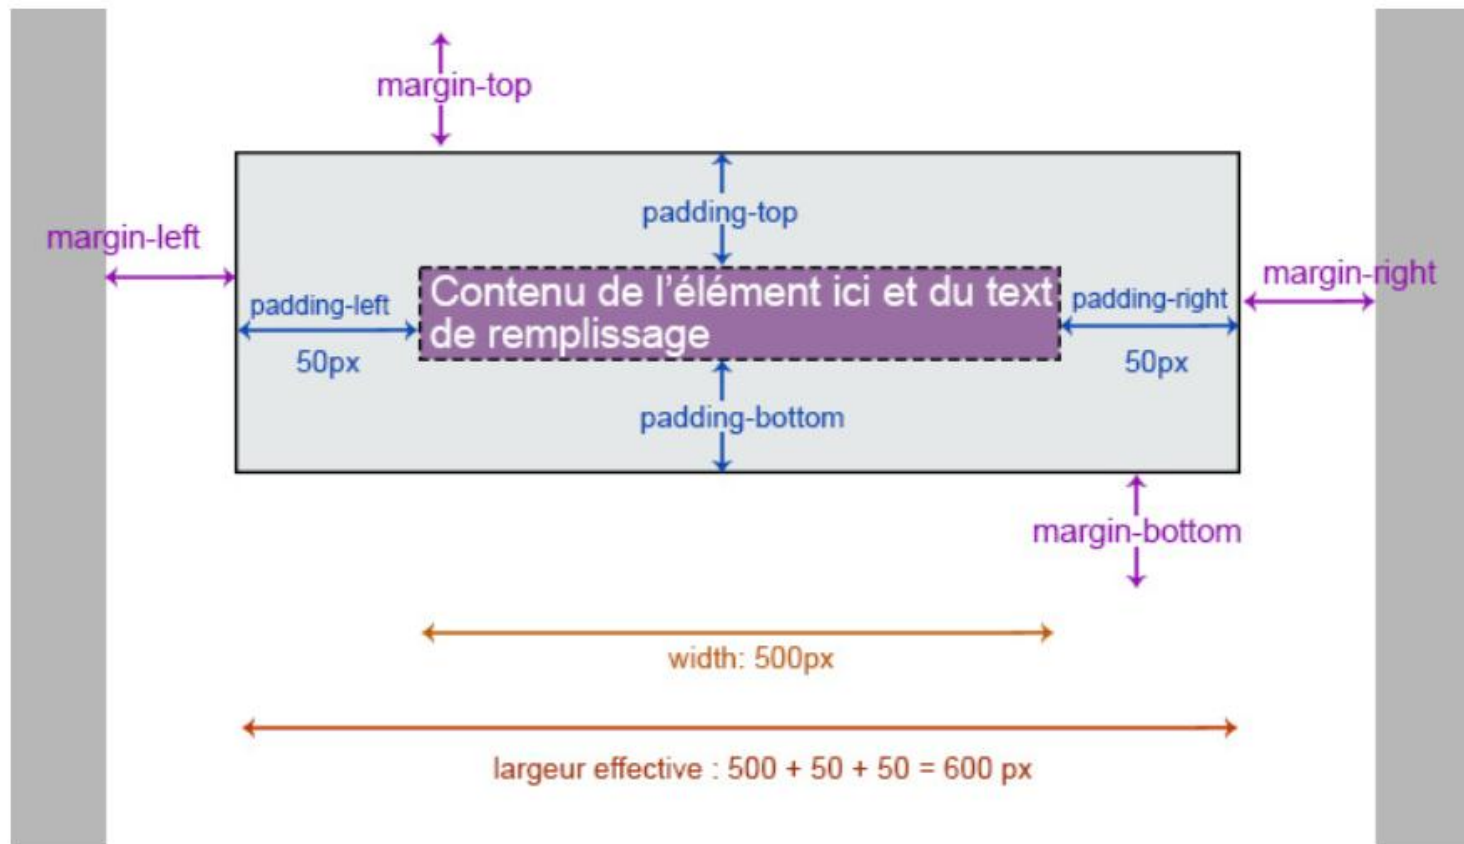 margin-top
padding-top
margin-left
margin-right
Contenu de l'élément ici et du text
de remplissage
padding-left
padding-right
50px
50px
padding-bottom
margin-bottom
width: 500px
largeur effective : 500 + 50 + 50 = 600 px